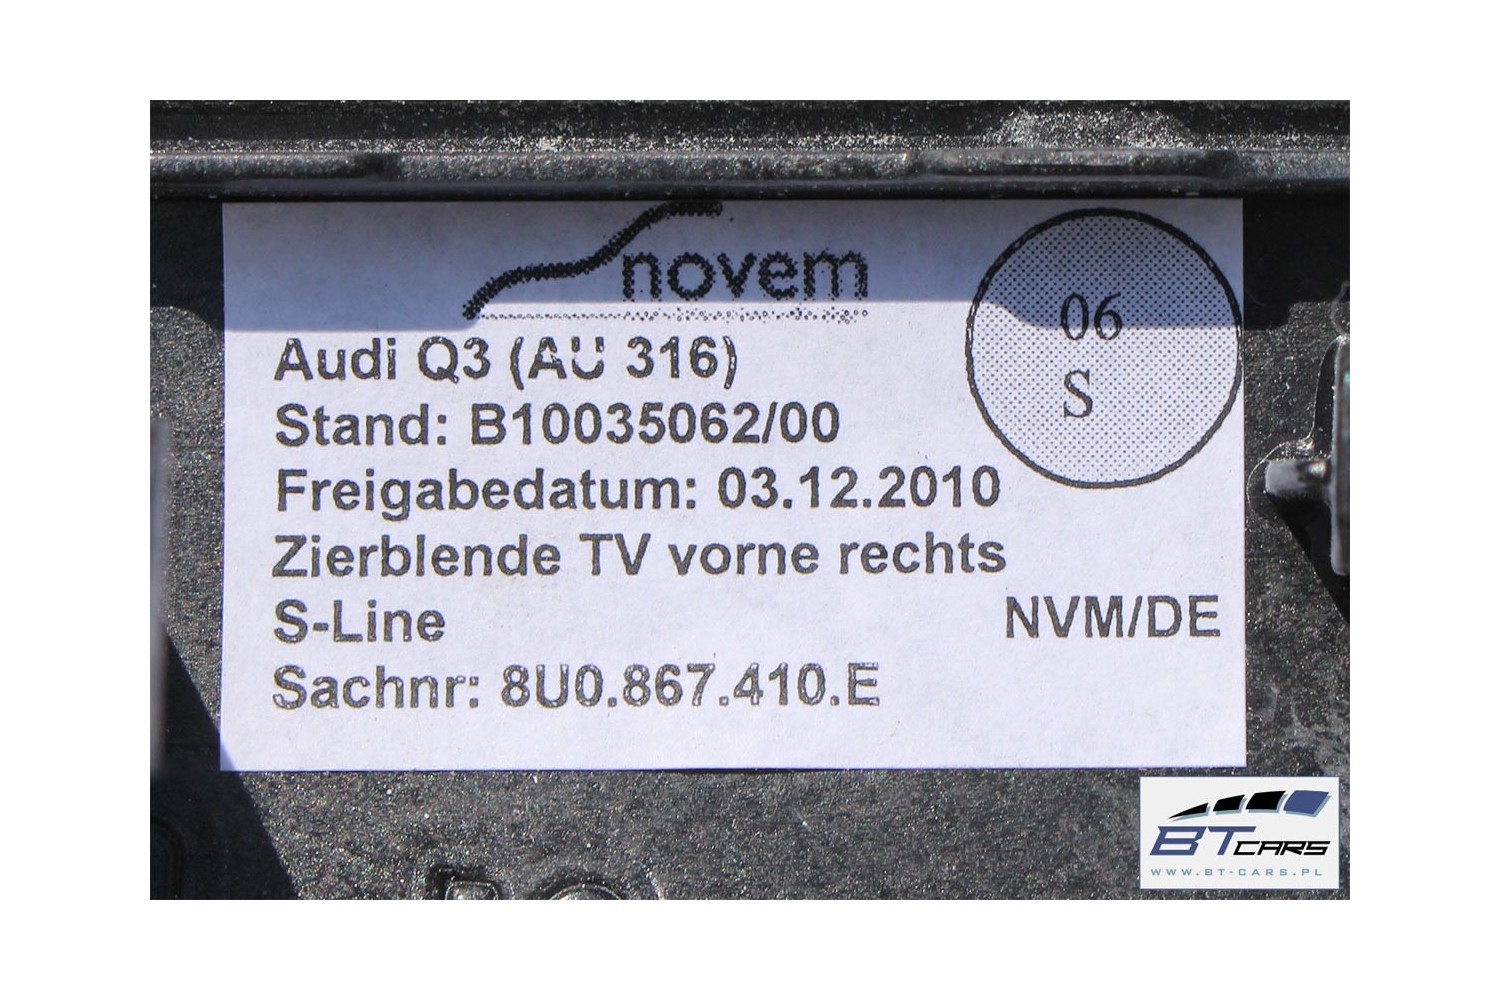 novem
06
S
Audi Q3 (AU 316)
Stand: B10035062/00
Freigabedatum: 03.12.2010
Zierblende TV vorne rechts
S-Line
NVM/DE
Sachnr: 8U0.867.410.E
BT CARS
WWW.BT-CARS.PL